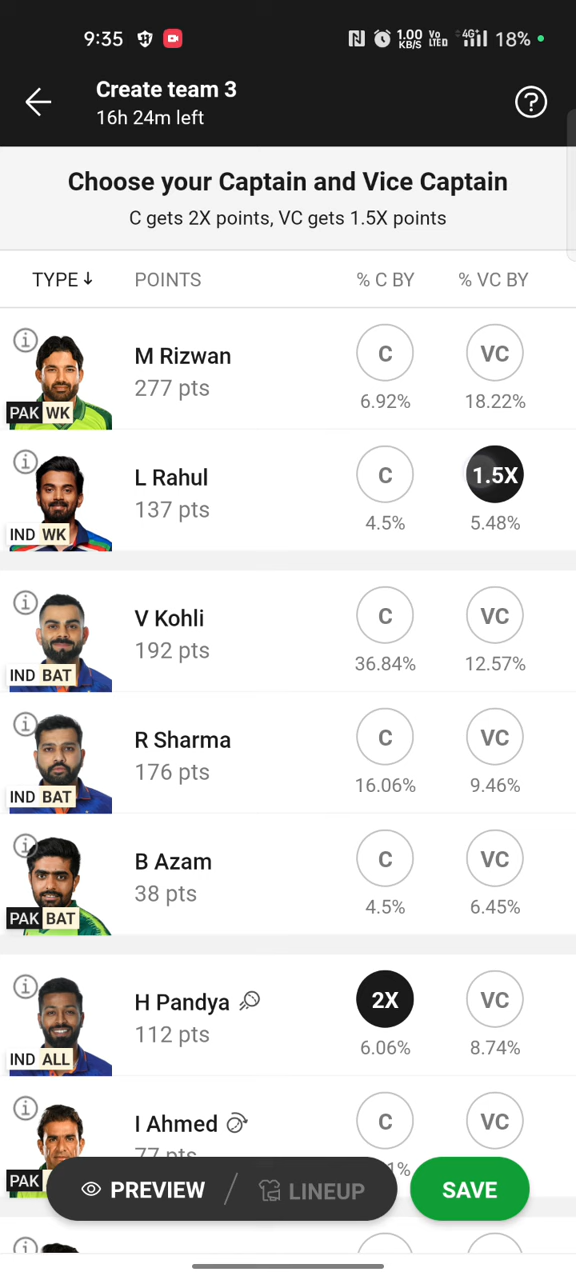 9:35 1.00 KB/S Vo LTED 4G+ 18%
Create team 3
16h 24m left
?
Choose your Captain and Vice Captain
C gets 2X points, VC gets 1.5X points
TYPE↓ POINTS % C BY % VC BY
i M Rizwan C VC
277 pts 6.92% 18.22%
PAK WK
i L Rahul C 1.5X
137 pts 4.5% 5.48%
IND WK
i V Kohli C VC
192 pts 36.84% 12.57%
IND BAT
i R Sharma C VC
176 pts 16.06% 9.46%
IND BAT
i B Azam C VC
38 pts 4.5% 6.45%
PAK BAT
i H Pandya 2X VC
112 pts 6.06% 8.74%
IND ALL
i I Ahmed C VC
77 pts
PAK
PREVIEW / LINEUP SAVE